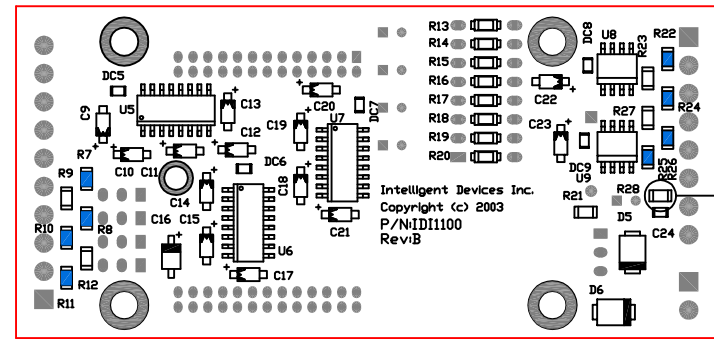 R13
R14
R15
R16
R17
R18
R19
R20
DC8
U8
R22
R23
DC5
U5
C13
C20
DC7
C22
C9
C12
C19
U7
C23
R27
R24
R7
C10
C11
DC6
C18
DC9
U9
R25
R26
R9
C14
Intelligent Devices Inc.
Copyright (c) 2003
P/N:IDI1100
Rev:B
R21
R28
D5
C24
R10
R8
C16
C15
U6
C21
C17
R12
R11
D6